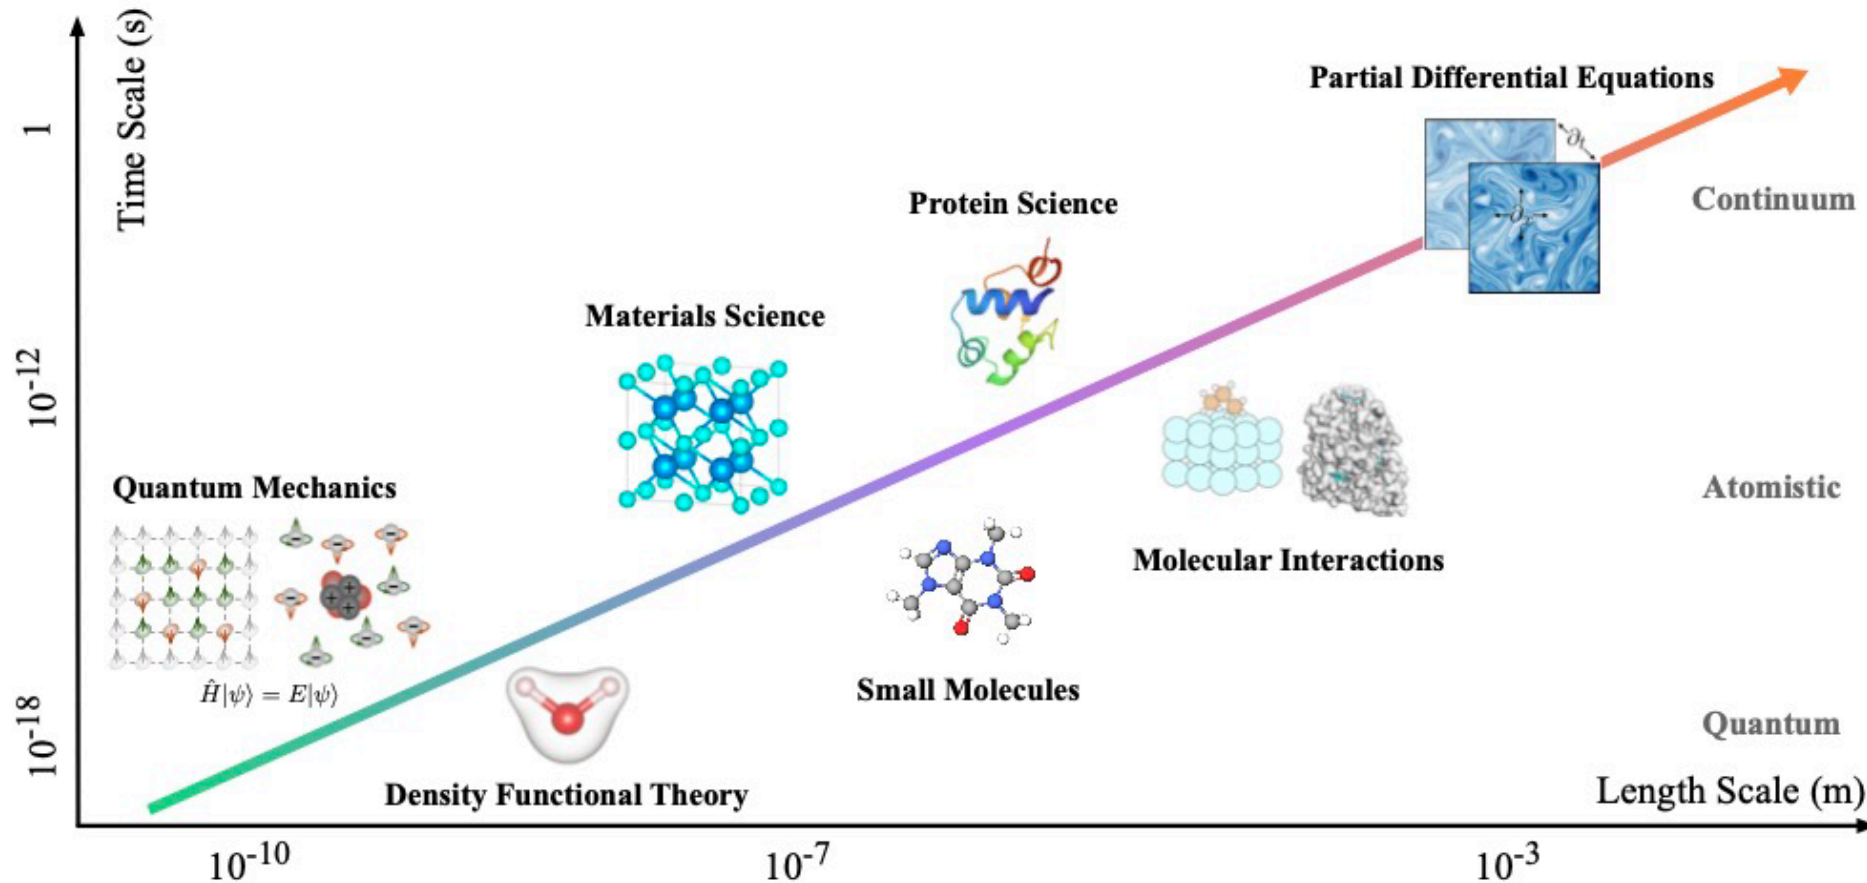 Time Scale (s)
1
10⁻¹²
10⁻¹⁸
Partial Differential Equations
∂t
∂x
Continuum
Protein Science
Materials Science
Quantum Mechanics
Atomistic
Molecular Interactions
Ĥ|ψ⟩ = E|ψ⟩
Small Molecules
Quantum
Density Functional Theory
Length Scale (m)
10⁻¹⁰
10⁻⁷
10⁻³